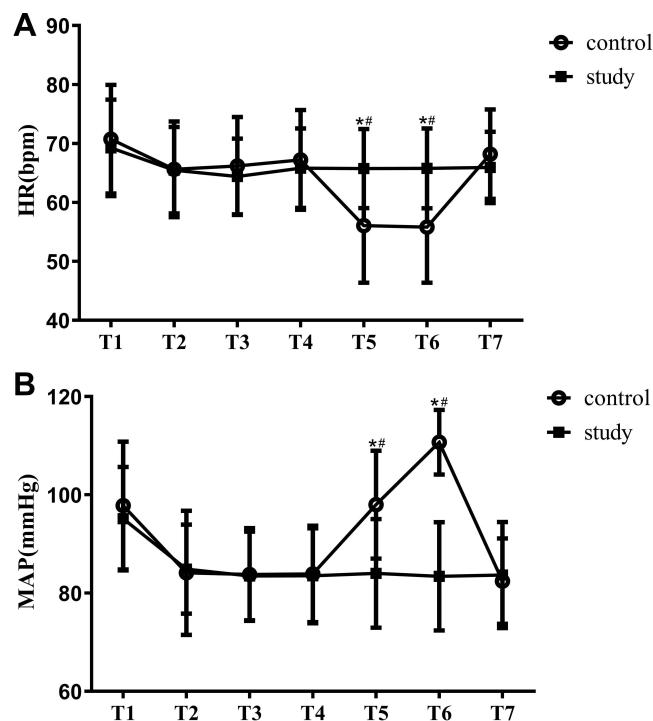 A
90
80
70
60
50
40
HR(bpm)
*# *#
T1 T2 T3 T4 T5 T6 T7
control
study
B
120
100
80
60
MAP(mmHg)
*# *#
T1 T2 T3 T4 T5 T6 T7
control
study